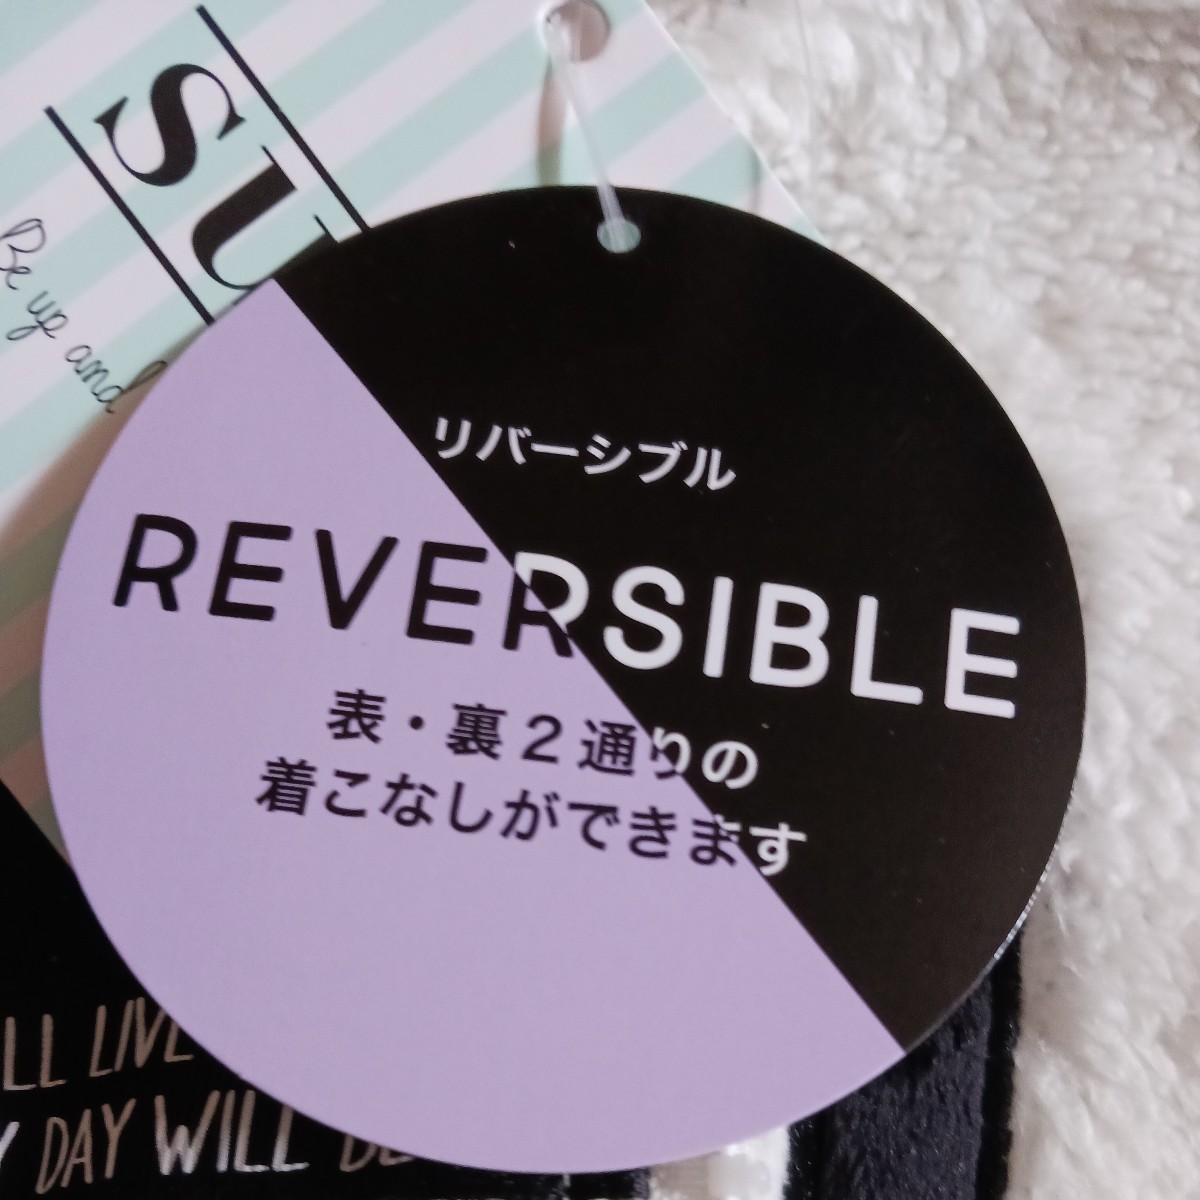 SU
Be up and
リバーシブル
REVERSIBLE
表・裏2通りの
着こなしができます
LL LIVE
Y DAY WILL BE